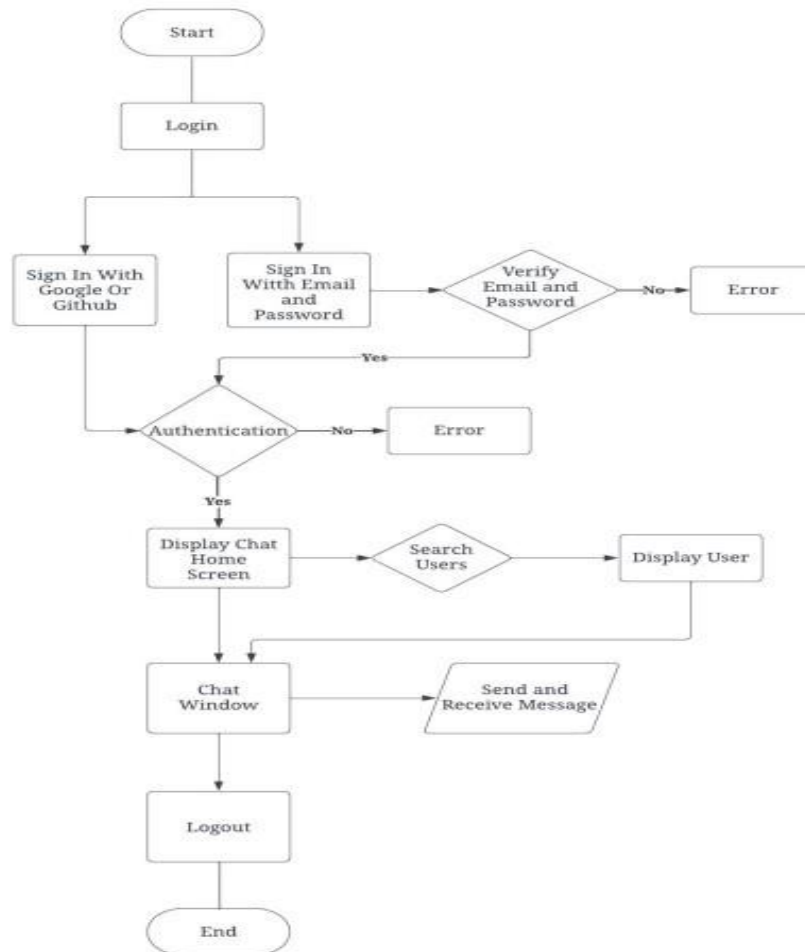 Start
Login
Sign In With
Google Or
Github
Sign In
Witth Email
and
Password
Verify
Email and
Password
No
Error
Yes
Authentication
No
Error
Yes
Display Chat
Home
Screen
Search
Users
Display User
Chat
Window
Send and
Receive Message
Logout
End